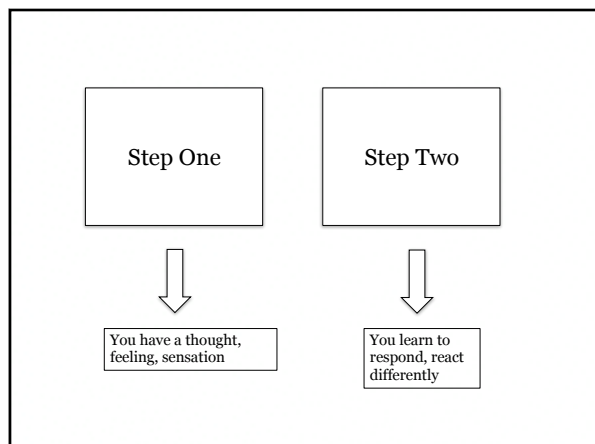 Step One
Step Two
You have a thought,
feeling, sensation
You learn to
respond, react
differently